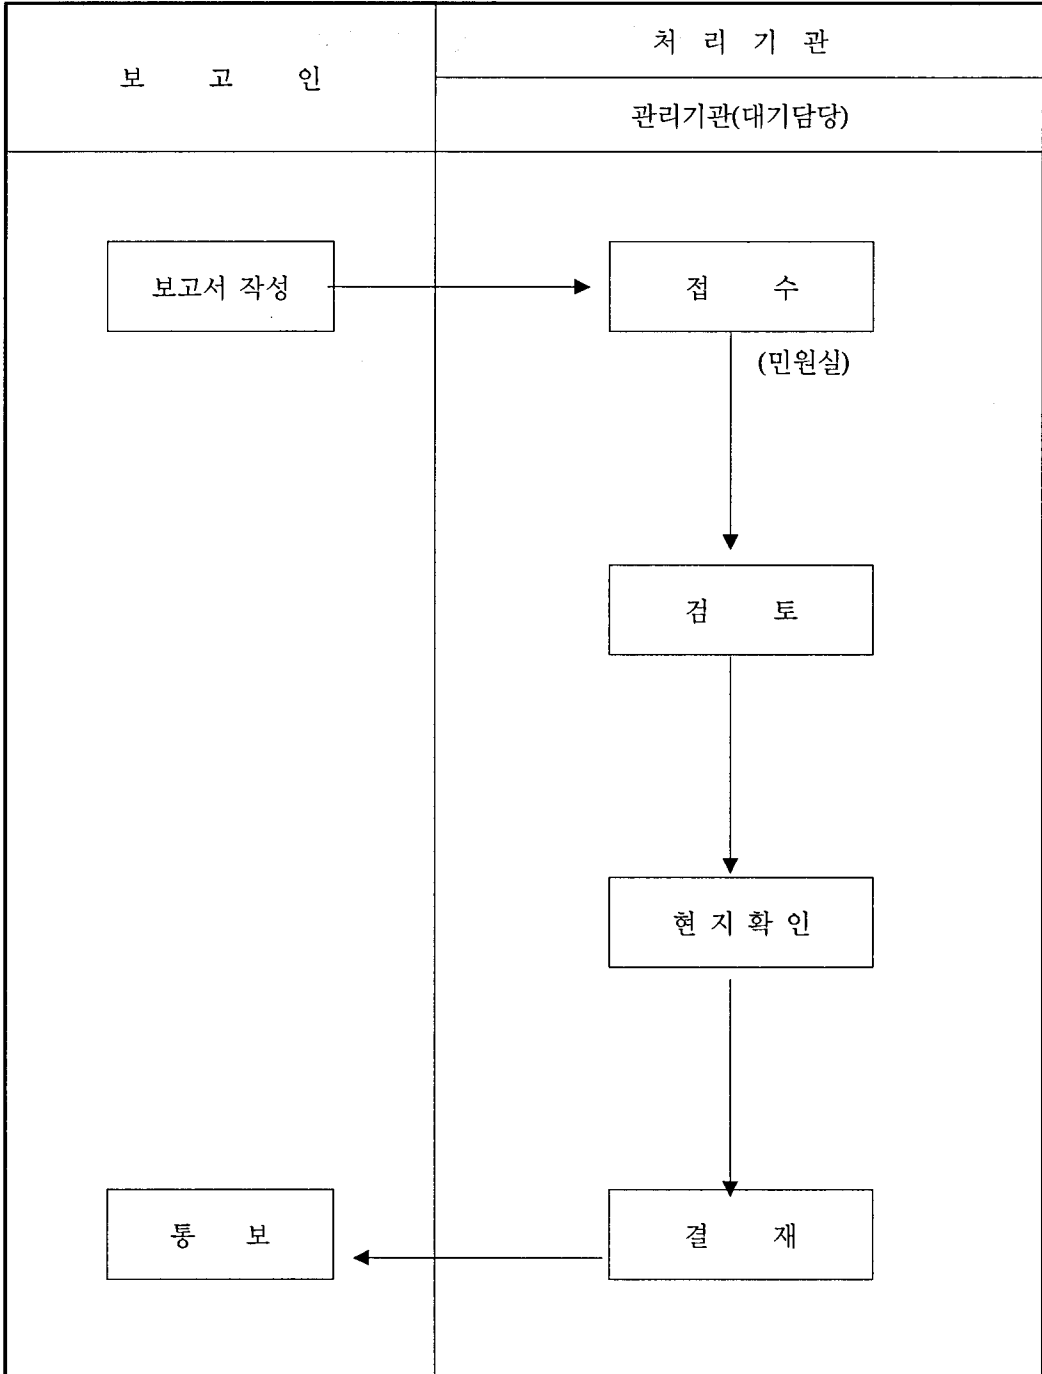 보 고 인
처 리 기 관
관리기관(대기담당)
보고서 작성
접 수
(민원실)
검 토
현 지 확 인
통 보
결 재